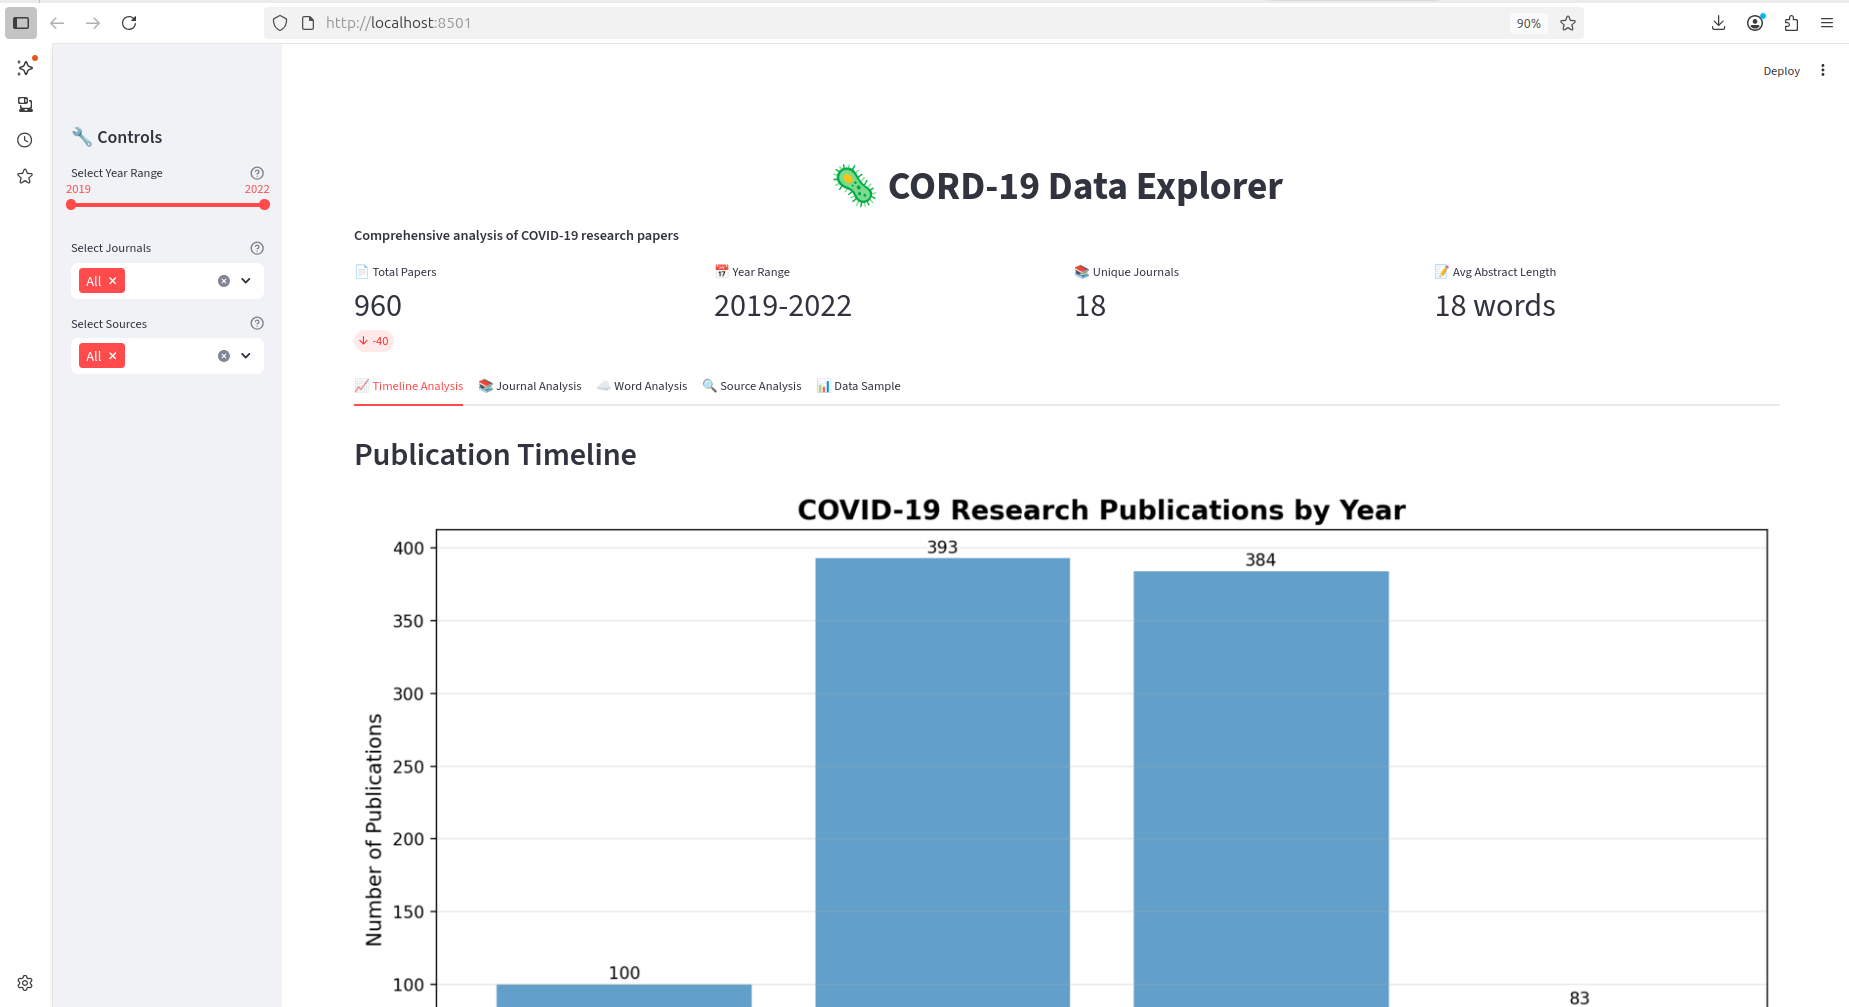 http://localhost:8501
90%
Deploy
Controls
Select Year Range
2019 2022
Select Journals
All
Select Sources
All
CORD-19 Data Explorer
Comprehensive analysis of COVID-19 research papers
Total Papers
960
-40
Year Range
2019-2022
Unique Journals
18
Avg Abstract Length
18 words
Timeline Analysis Journal Analysis Word Analysis Source Analysis Data Sample
Publication Timeline
COVID-19 Research Publications by Year
Number of Publications
400
350
300
250
200
150
100
100
393
384
83